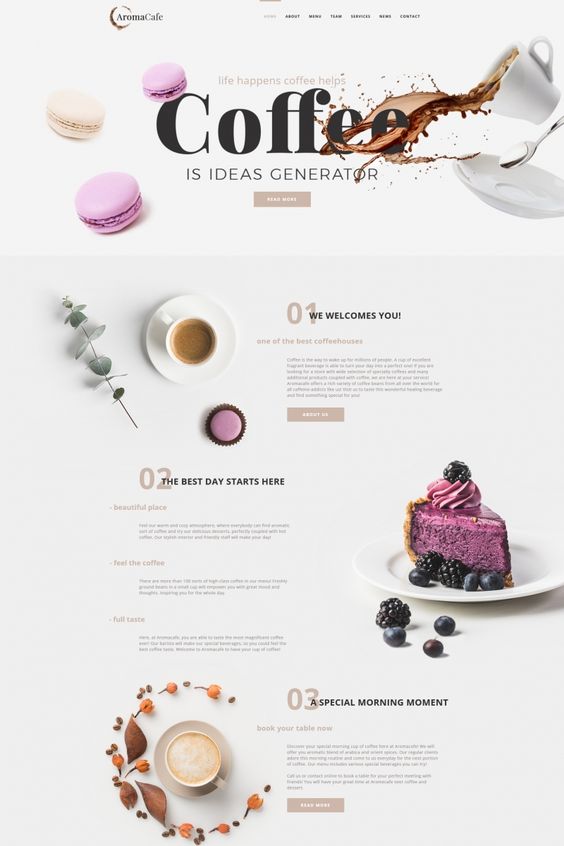 AromaCafe
HOME ABOUT MENU TEAM SERVICES NEWS CONTACT
life happens coffee helps
Coffee
IS IDEAS GENERATOR
READ MORE
01 WE WELCOMES YOU!
one of the best coffeehouses
Coffee is the way to wake up for millions of people. A cup of excellent
fragrant beverage is able to turn your day into a perfect one! If you are
looking for a store with wide selection of specialty coffees and many
additional products coupled with coffee, we are here at your service!
Aromacafe offers a rich variety of coffee beans from all over the world for
all caffeine-addicts like us! that us to taste this wonderful healing beverage
and find something special for you!
ABOUT US
02 THE BEST DAY STARTS HERE
- beautiful place
Feel our warm and cozy atmosphere, where everybody can find aromatic
sort of coffee and try our delicious desserts, perfectly coupled with hot
coffee. Our stylish interior and friendly staff will make your day!
- feel the coffee
There are more than 100 sorts of high-class coffee in our menu! Freshly
ground beans in a small cup will empower you with great mood and
thoughts, inspiring you for the whole day.
- full taste
Here, at Aromacafe, you are able to taste the most magnificent coffee
ever! Our barista will make our special beverages, so you could feel the
best coffee taste. Welcome to Aromacafe to have your cup of coffee!
03 A SPECIAL MORNING MOMENT
book your table now
Discover your special morning cup of coffee here at Aromacafe! We will
offer you aromatic blend of arabica and orient spices. Our regular clients
adore this morning routine and come to us everyday for the next portion
of coffee. Our menu includes various special beverages you can try!
Call us or contact online to book a table for your perfect meeting with
friends! You will have your great time at Aromacafe over coffee and
dessert.
READ MORE